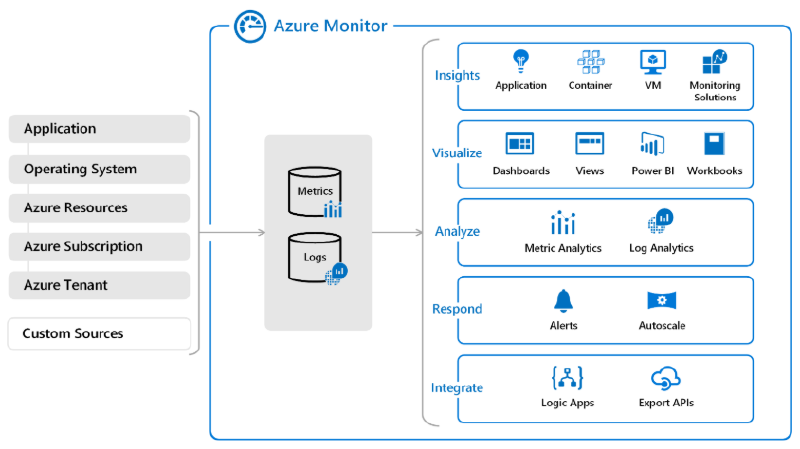 Azure Monitor
Application
Operating System
Azure Resources
Azure Subscription
Azure Tenant
Custom Sources
Metrics
Logs
Insights
Application
Container
VM
Monitoring
Solutions
Visualize
Dashboards
Views
Power BI
Workbooks
Analyze
Metric Analytics
Log Analytics
Respond
Alerts
Autoscale
Integrate
Logic Apps
Export APIs